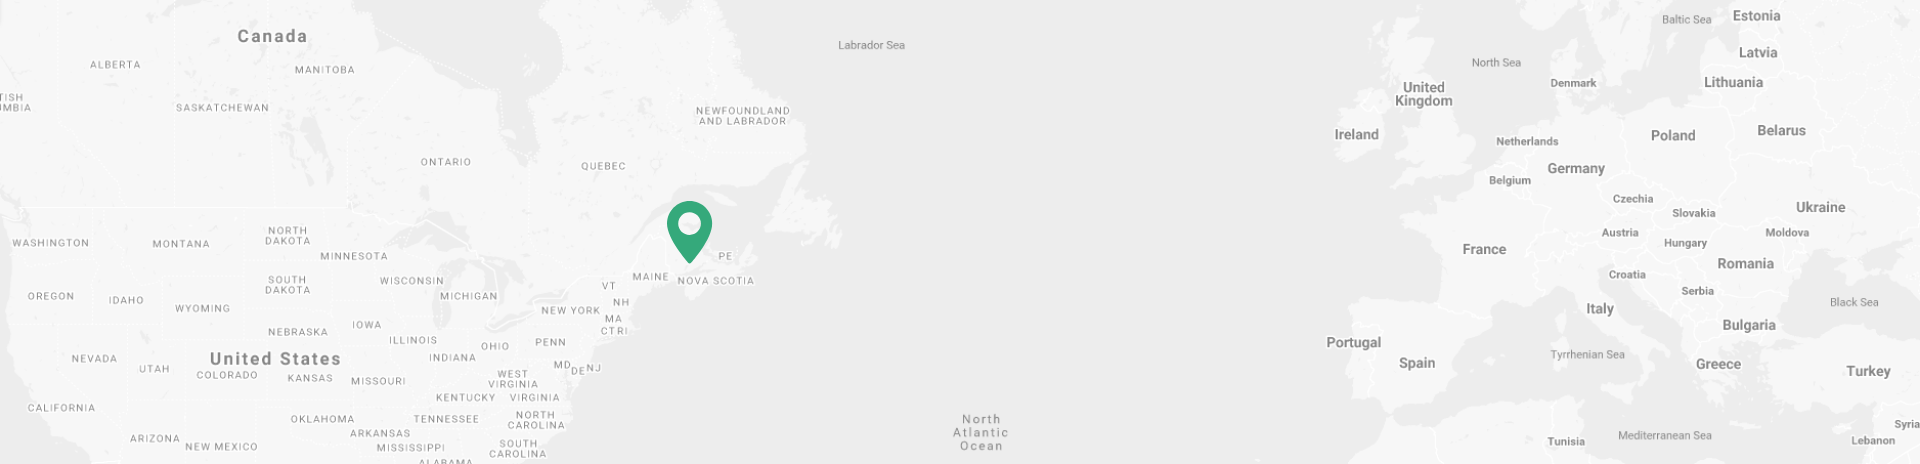 Canada
ALBERTA
MANITOBA
TISH
UMBIA
SASKATCHEWAN
ONTARIO
QUEBEC
NEWFOUNDLAND
AND LABRADOR
Labrador Sea
WASHINGTON
MONTANA
NORTH
DAKOTA
MINNESOTA
SOUTH
DAKOTA
WISCONSIN
MICHIGAN
OREGON
IDAHO
WYOMING
NEBRASKA
IOWA
ILLINOIS
INDIANA
OHIO
PENN
NEW YORK
VT
NH
MA
CT RI
MAINE
PE
NOVA SCOTIA
NEVADA
UTAH
United States
COLORADO
KANSAS
MISSOURI
WEST
VIRGINIA
MD
DE
NJ
KENTUCKY
VIRGINIA
CALIFORNIA
OKLAHOMA
TENNESSEE
NORTH
CAROLINA
ARIZONA
NEW MEXICO
ARKANSAS
MISSISSIPPI
SOUTH
CAROLINA
ALABAMA
North
Atlantic
Ocean
Baltic Sea
Estonia
Latvia
North Sea
Denmark
Lithuania
United
Kingdom
Ireland
Netherlands
Poland
Belarus
Belgium
Germany
Czechia
Slovakia
Ukraine
Austria
Hungary
Moldova
France
Croatia
Romania
Serbia
Italy
Black Sea
Bulgaria
Portugal
Spain
Tyrrhenian Sea
Greece
Turkey
Tunisia
Mediterranean Sea
Syria
Lebanon